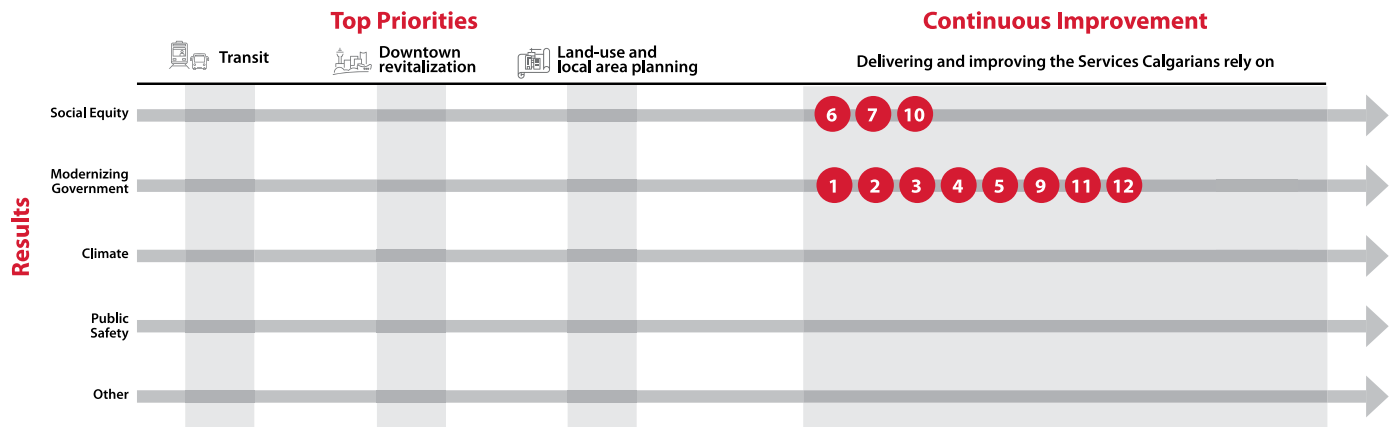 Top Priorities
Continuous Improvement
Transit
Downtown
revitalization
Land-use and
local area planning
Delivering and improving the Services Calgarians rely on
Results
Social Equity
6 7 10
Modernizing
Government
1 2 3 4 5 9 11 12
Climate
Public
Safety
Other